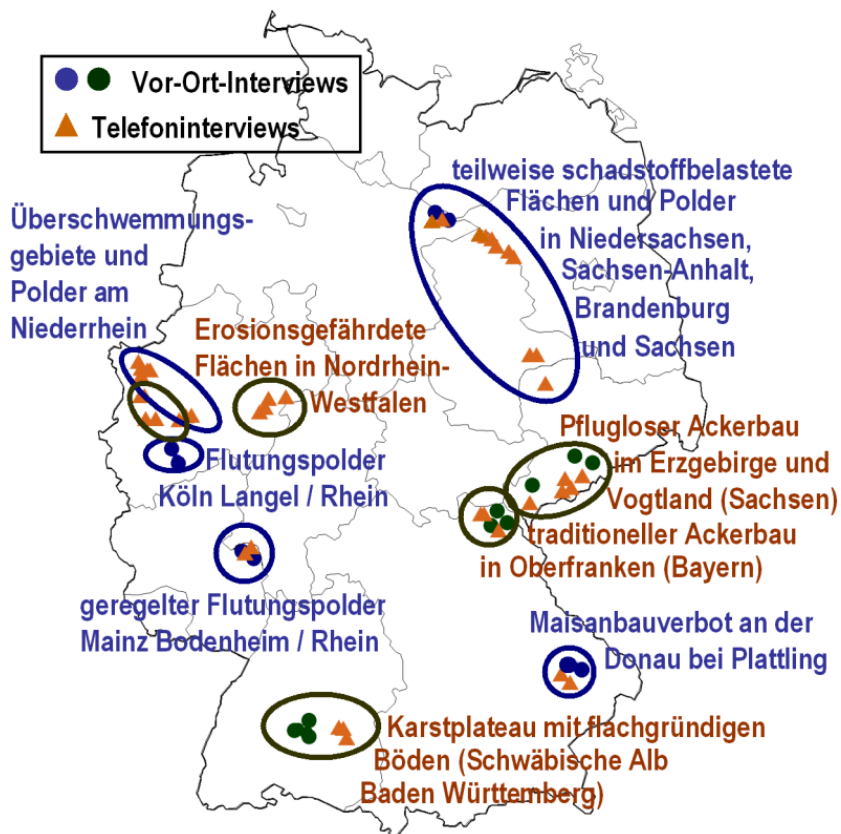 Vor-Ort-Interviews
Telefoninterviews
teilweise schadstoffbelastete
Flächen und Polder
in Niedersachsen,
Sachsen-Anhalt,
Brandenburg
und Sachsen
Überschwemmungs-
gebiete und
Polder am
Niederrhein
Erosionsgefährdete
Flächen in Nordrhein-
Westfalen
Pflugloser Ackerbau
im Erzgebirge und
Vogtland (Sachsen)
Flutungspolder
Köln Langel / Rhein
traditioneller Ackerbau
in Oberfranken (Bayern)
geregelter Flutungspolder
Mainz Bodenheim / Rhein
Maisanbauverbot an der
Donau bei Plattling
Karstplateau mit flachgründigen
Böden (Schwäbische Alb
Baden Württemberg)